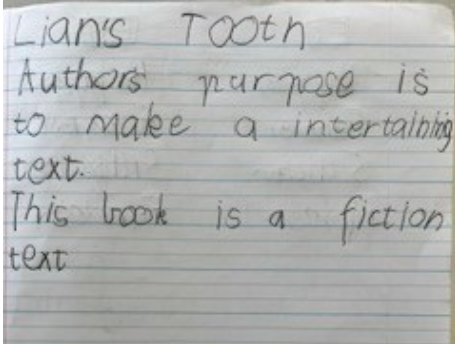 Lian's Tooth
Authors purpose is
to make a intertaining
text.
This book is a fiction
text